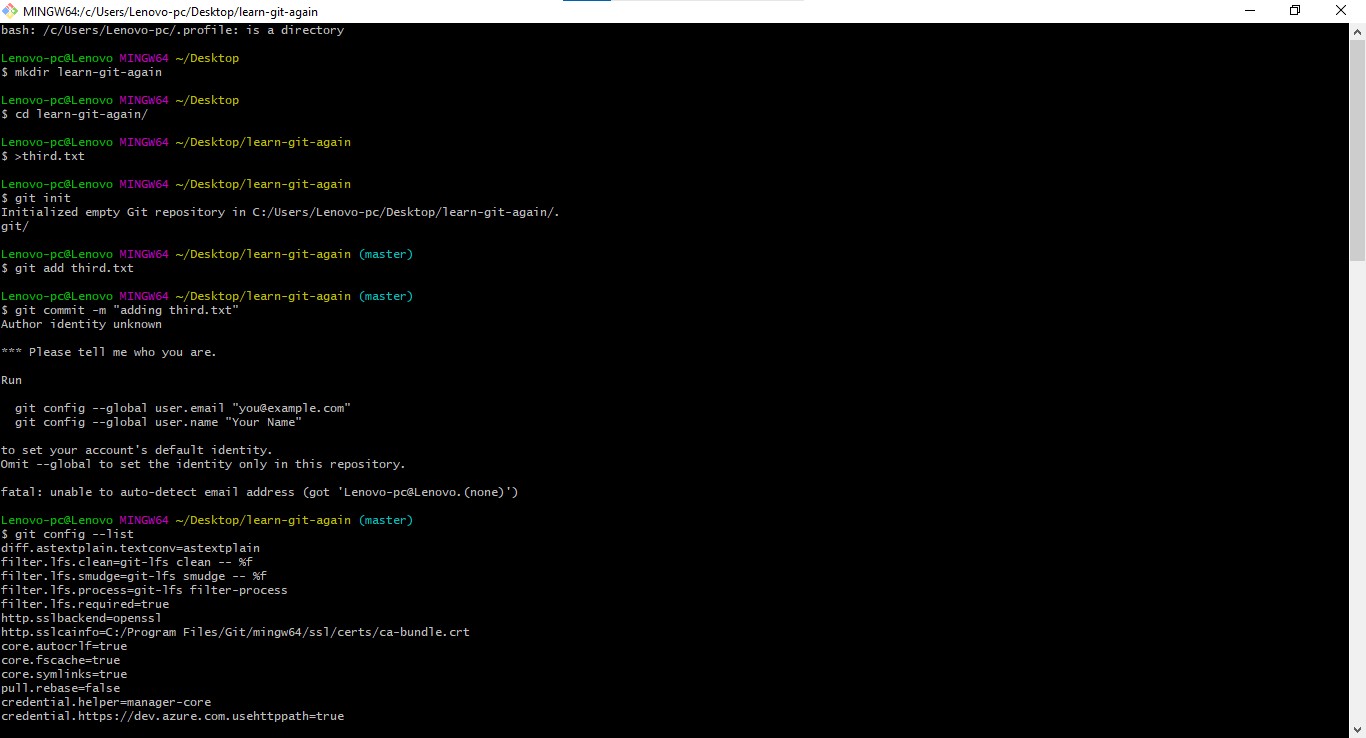 MINGW64:/c/Users/Lenovo-pc/Desktop/learn-git-again
bash: /c/Users/Lenovo-pc/.profile: is a directory
Lenovo-pc@Lenovo MINGW64 ~/Desktop
$ mkdir learn-git-again
Lenovo-pc@Lenovo MINGW64 ~/Desktop
$ cd learn-git-again/
Lenovo-pc@Lenovo MINGW64 ~/Desktop/learn-git-again
$ >third.txt
Lenovo-pc@Lenovo MINGW64 ~/Desktop/learn-git-again
$ git init
Initialized empty Git repository in C:/Users/Lenovo-pc/Desktop/learn-git-again/.
git/
Lenovo-pc@Lenovo MINGW64 ~/Desktop/learn-git-again (master)
$ git add third.txt
Lenovo-pc@Lenovo MINGW64 ~/Desktop/learn-git-again (master)
$ git commit -m "adding third.txt"
Author identity unknown
*** Please tell me who you are.
Run
  git config --global user.email "you@example.com"
  git config --global user.name "Your Name"
to set your account's default identity.
Omit --global to set the identity only in this repository.
fatal: unable to auto-detect email address (got 'Lenovo-pc@Lenovo.(none)')
Lenovo-pc@Lenovo MINGW64 ~/Desktop/learn-git-again (master)
$ git config --list
diff.astextplain.textconv=astextplain
filter.lfs.clean=git-lfs clean -- %f
filter.lfs.smudge=git-lfs smudge -- %f
filter.lfs.process=git-lfs filter-process
filter.lfs.required=true
http.sslbackend=openssl
http.sslcainfo=C:/Program Files/Git/mingw64/ssl/certs/ca-bundle.crt
core.autocrlf=true
core.fscache=true
core.symlinks=true
pull.rebase=false
credential.helper=manager-core
credential.https://dev.azure.com.usehttppath=true